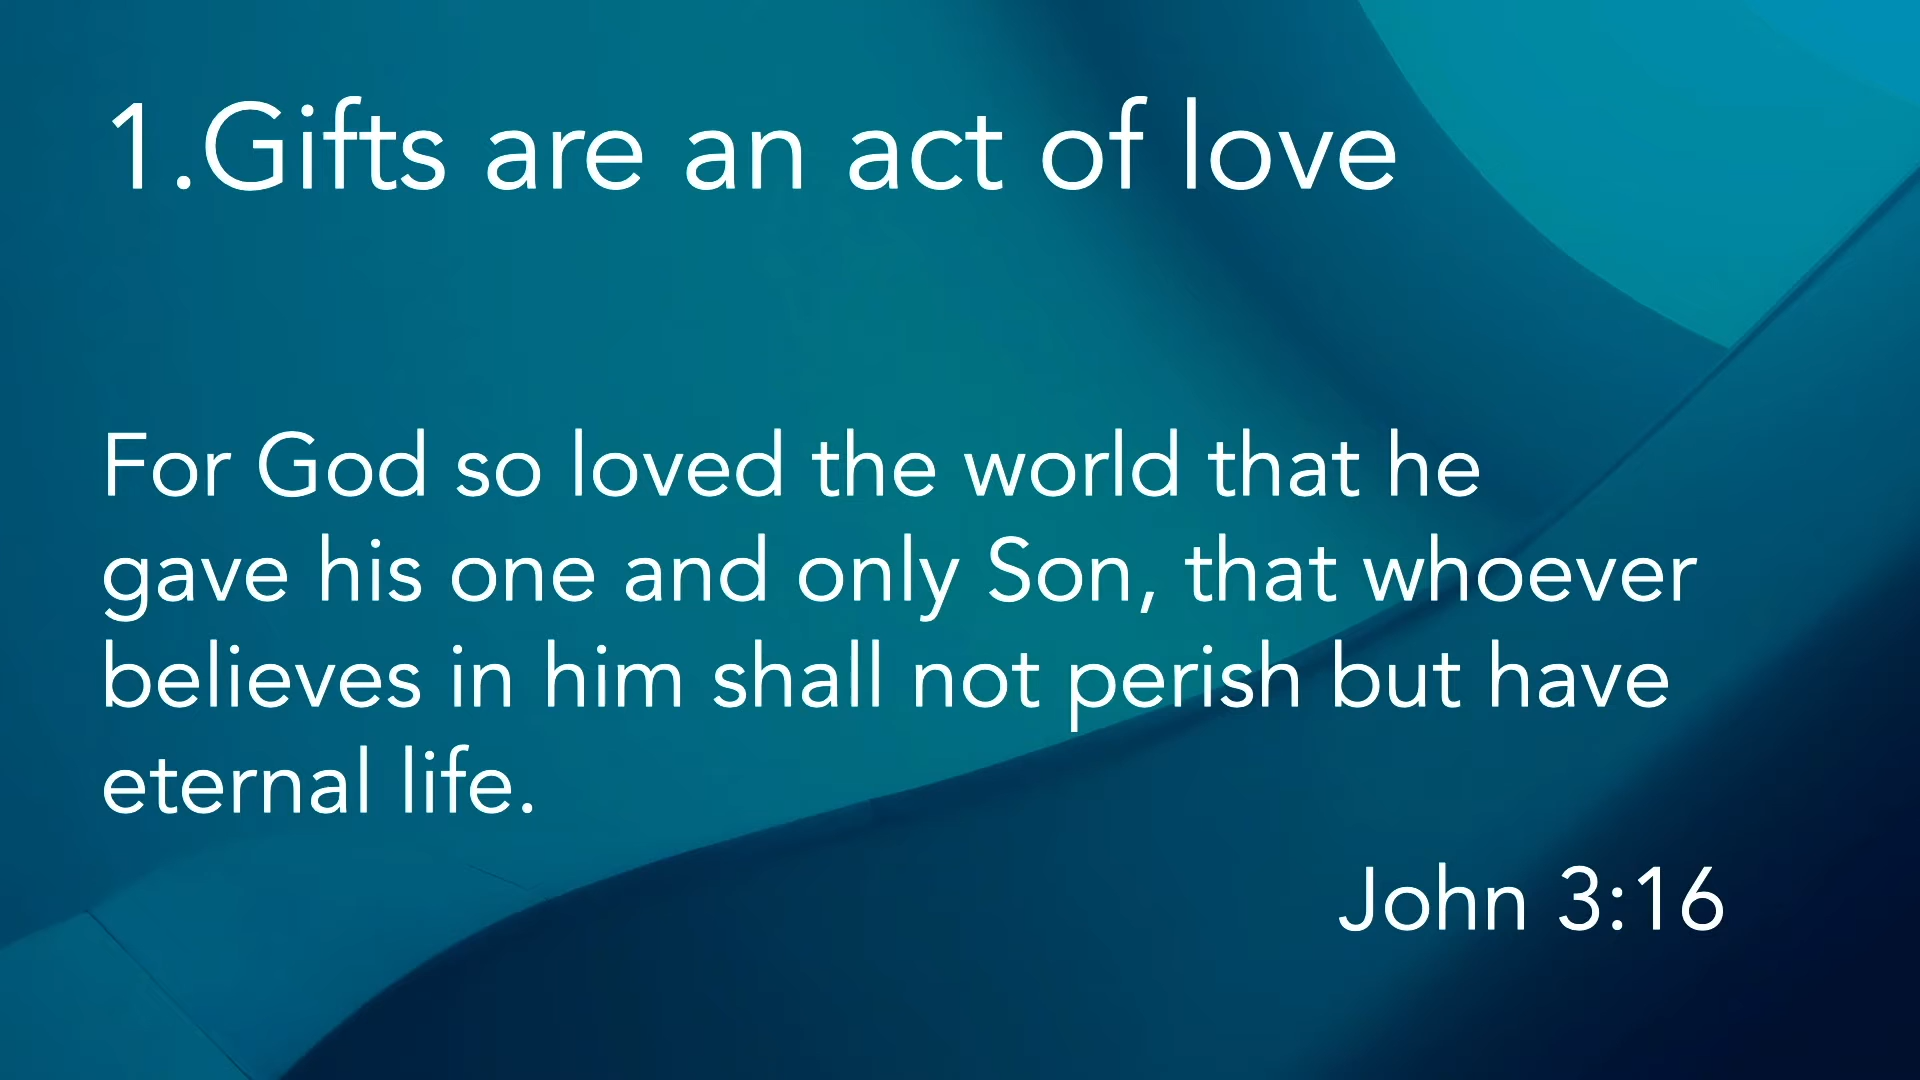 1.Gifts are an act of love
For God so loved the world that he
gave his one and only Son, that whoever
believes in him shall not perish but have
eternal life.
John 3:16